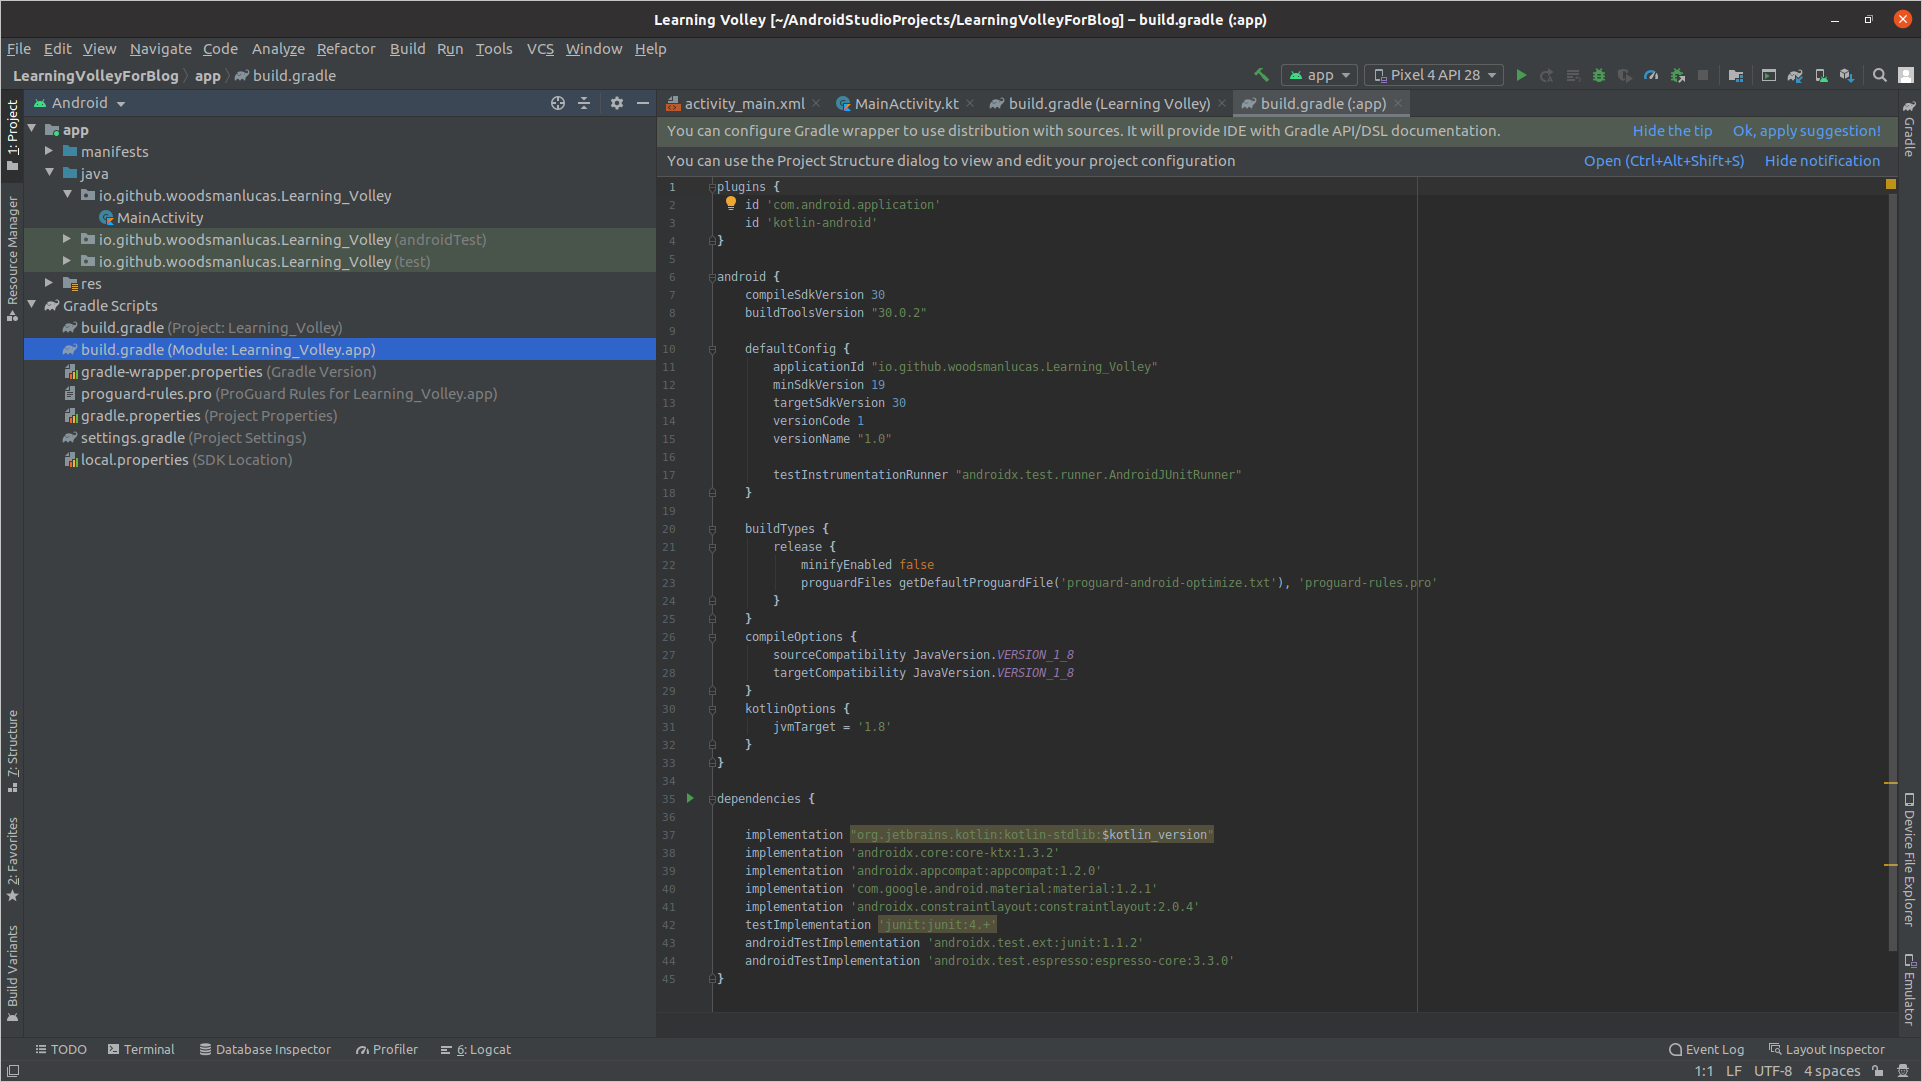 Learning Volley [~/AndroidStudioProjects/LearningVolleyForBlog] – build.gradle (:app)
File Edit View Navigate Code Analyze Refactor Build Run Tools VCS Window Help
LearningVolleyForBlog app build.gradle
app Pixel 4 API 28
Android
activity_main.xml MainActivity.kt build.gradle (Learning Volley) build.gradle (:app)
You can configure Gradle wrapper to use distribution with sources. It will provide IDE with Gradle API/DSL documentation. Hide the tip Ok, apply suggestion!
You can use the Project Structure dialog to view and edit your project configuration Open (Ctrl+Alt+Shift+S) Hide notification
1: Project
Resource Manager
7: Structure
2: Favorites
Build Variants
app
manifests
java
io.github.woodsmanlucas.Learning_Volley
MainActivity
io.github.woodsmanlucas.Learning_Volley (androidTest)
io.github.woodsmanlucas.Learning_Volley (test)
res
Gradle Scripts
build.gradle (Project: Learning_Volley)
build.gradle (Module: Learning_Volley.app)
gradle-wrapper.properties (Gradle Version)
proguard-rules.pro (ProGuard Rules for Learning_Volley.app)
gradle.properties (Project Properties)
settings.gradle (Project Settings)
local.properties (SDK Location)
1 plugins {
2 id 'com.android.application'
3 id 'kotlin-android'
4 }
5
6 android {
7 compileSdkVersion 30
8 buildToolsVersion "30.0.2"
9
10 defaultConfig {
11 applicationId "io.github.woodsmanlucas.Learning_Volley"
12 minSdkVersion 19
13 targetSdkVersion 30
14 versionCode 1
15 versionName "1.0"
16
17 testInstrumentationRunner "androidx.test.runner.AndroidJUnitRunner"
18 }
19
20 buildTypes {
21 release {
22 minifyEnabled false
23 proguardFiles getDefaultProguardFile('proguard-android-optimize.txt'), 'proguard-rules.pro'
24 }
25 }
26 compileOptions {
27 sourceCompatibility JavaVersion.VERSION_1_8
28 targetCompatibility JavaVersion.VERSION_1_8
29 }
30 kotlinOptions {
31 jvmTarget = '1.8'
32 }
33 }
34
35 dependencies {
36
37 implementation "org.jetbrains.kotlin:kotlin-stdlib:$kotlin_version"
38 implementation 'androidx.core:core-ktx:1.3.2'
39 implementation 'androidx.appcompat:appcompat:1.2.0'
40 implementation 'com.google.android.material:material:1.2.1'
41 implementation 'androidx.constraintlayout:constraintlayout:2.0.4'
42 testImplementation 'junit:junit:4.+'
43 androidTestImplementation 'androidx.test.ext:junit:1.1.2'
44 androidTestImplementation 'androidx.test.espresso:espresso-core:3.3.0'
45 }
Gradle
Device File Explorer
Emulator
TODO Terminal Database Inspector Profiler 6: Logcat Event Log Layout Inspector
1:1 LF UTF-8 4 spaces